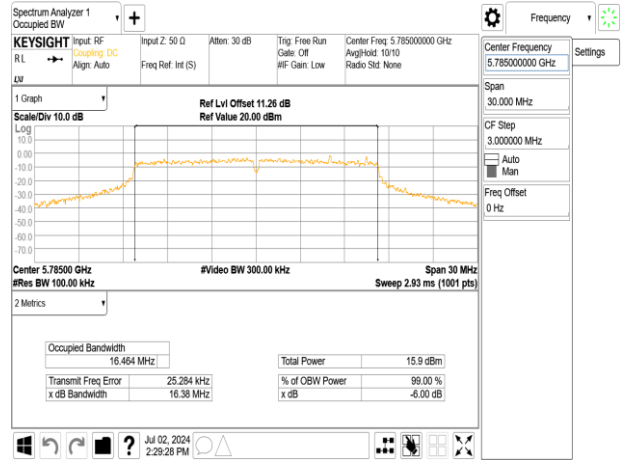 Spectrum Analyzer 1
Occupied BW
KEYSIGHT
RL
LXI
Input: RF
Coupling: DC
Align: Auto
Input Z: 50 Ω
Freq Ref: Int (S)
Atten: 30 dB
Trig: Free Run
Gate: Off
#IF Gain: Low
Center Freq: 5.785000000 GHz
Avg|Hold: 10/10
Radio Std: None
1 Graph
Scale/Div 10.0 dB
Ref Lvl Offset 11.26 dB
Ref Value 20.00 dBm
Log
10.0
0.00
-10.0
-20.0
-30.0
-40.0
-50.0
-60.0
-70.0
Center 5.78500 GHz
#Video BW 300.00 kHz
Span 30 MHz
#Res BW 100.00 kHz
Sweep 2.93 ms (1001 pts)
2 Metrics
Occupied Bandwidth
16.464 MHz
Total Power 15.9 dBm
Transmit Freq Error 25.284 kHz
% of OBW Power 99.00 %
x dB Bandwidth 16.38 MHz
x dB -6.00 dB
?
Jul 02, 2024
2:29:28 PM
Frequency
Settings
Center Frequency
5.785000000 GHz
Span
30.000 MHz
CF Step
3.000000 MHz
Auto
Man
Freq Offset
0 Hz